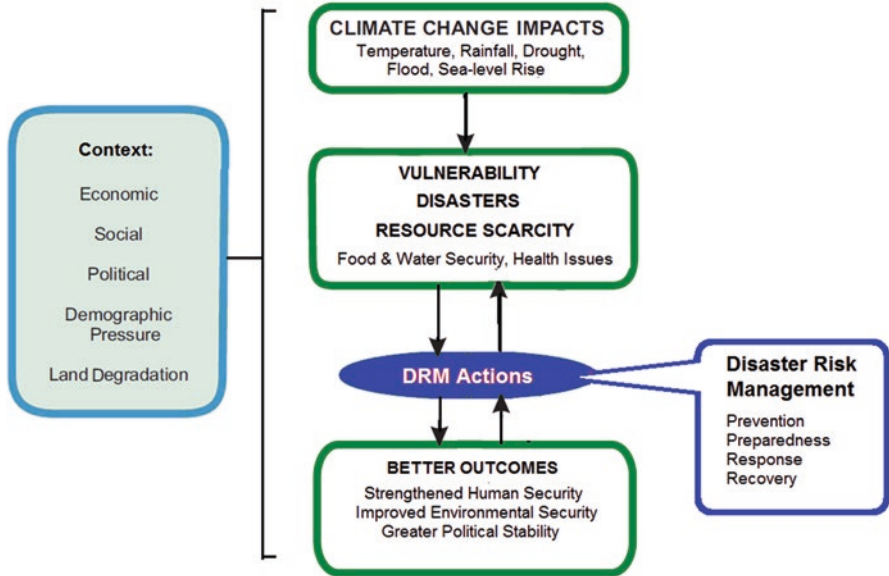 CLIMATE CHANGE IMPACTS
Temperature, Rainfall, Drought,
Flood, Sea-level Rise
Context:
Economic
Social
Political
Demographic
Pressure
Land Degradation
VULNERABILITY
DISASTERS
RESOURCE SCARCITY
Food & Water Security, Health Issues
DRM Actions
Disaster Risk
Management
Prevention
Preparedness
Response
Recovery
BETTER OUTCOMES
Strengthened Human Security
Improved Environmental Security
Greater Political Stability